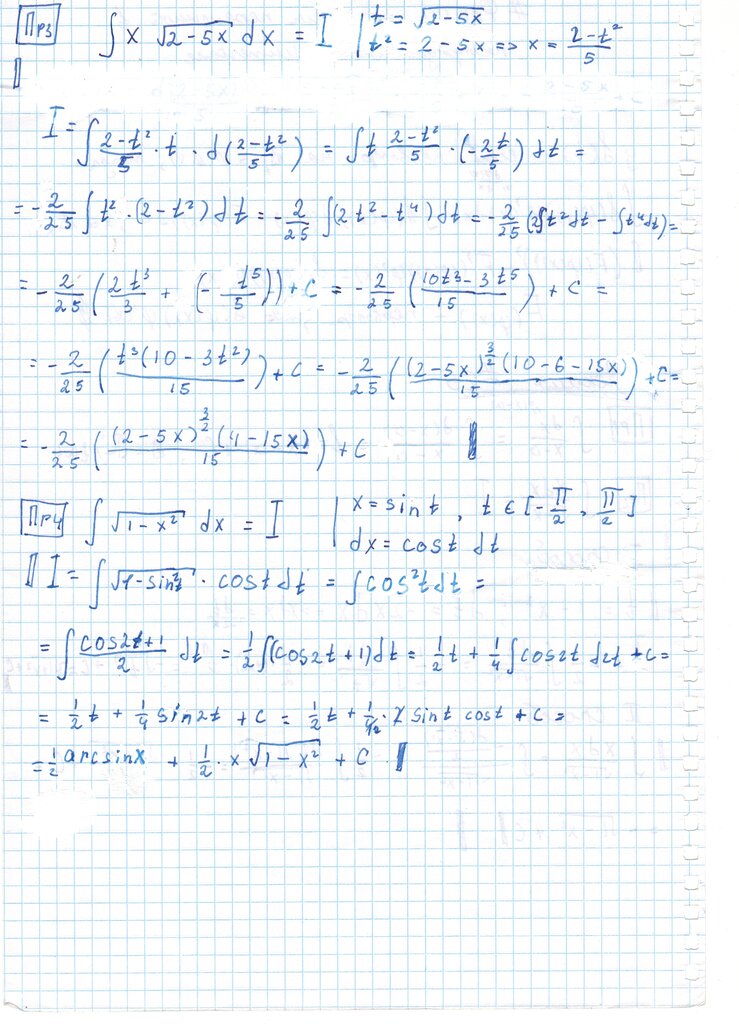 Пр3 ∫ x √(2-5x) dx = I | t = √(2-5x)
t² = 2-5x => x = (2-t²)/5
I = ∫ (2-t²)/5 · t · d((2-t²)/5) = ∫ t (2-t²)/5 · (-2t/5) dt =
= -2/25 ∫ t² · (2-t²) dt = -2/25 ∫(2t² - t⁴) dt = -2/25 (2∫t² dt - ∫t⁴ dt) =
= -2/25 (2t³/3 + (- t⁵/5)) + C = -2/25 ((10t³ - 3t⁵)/15) + C =
= -2/25 (t³(10 - 3t²)/15) + C = -2/25 ((2-5x)^(3/2) (10-6-15x)/15) + C =
= -2/25 ((2-5x)^(3/2) (4-15x)/15) + C
Пр4 ∫ √(1-x²) dx = I | x = sint, t ∈ [-π/2, π/2]
dx = cost dt
I = ∫ √(1-sin²t) · cost dt = ∫cos²t dt =
= ∫ (cos2t+1)/2 dt = 1/2 ∫(cos2t+1)dt = 1/2 t + 1/4 ∫cos2t d2t + C =
= 1/2 t + 1/4 sin2t + C = 1/2 t + 1/4₂ · 2 sint cost + C =
= 1/2 arcsinx + 1/2 · x √(1-x²) + C